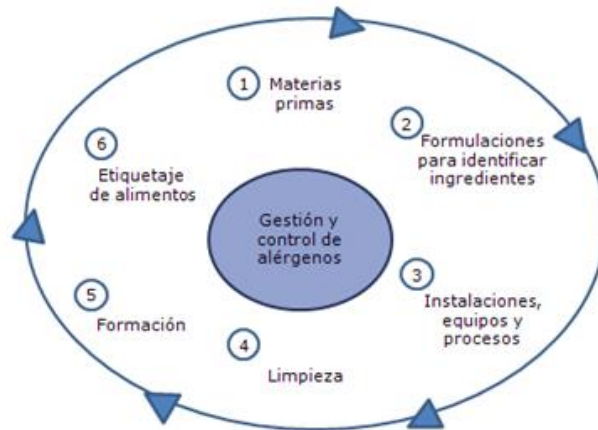 1
Materias
primas
2
Formulaciones
para identificar
ingredientes
3
Instalaciones,
equipos y
procesos
4
Limpieza
5
Formación
6
Etiquetaje
de alimentos
Gestión y
control de
alérgenos